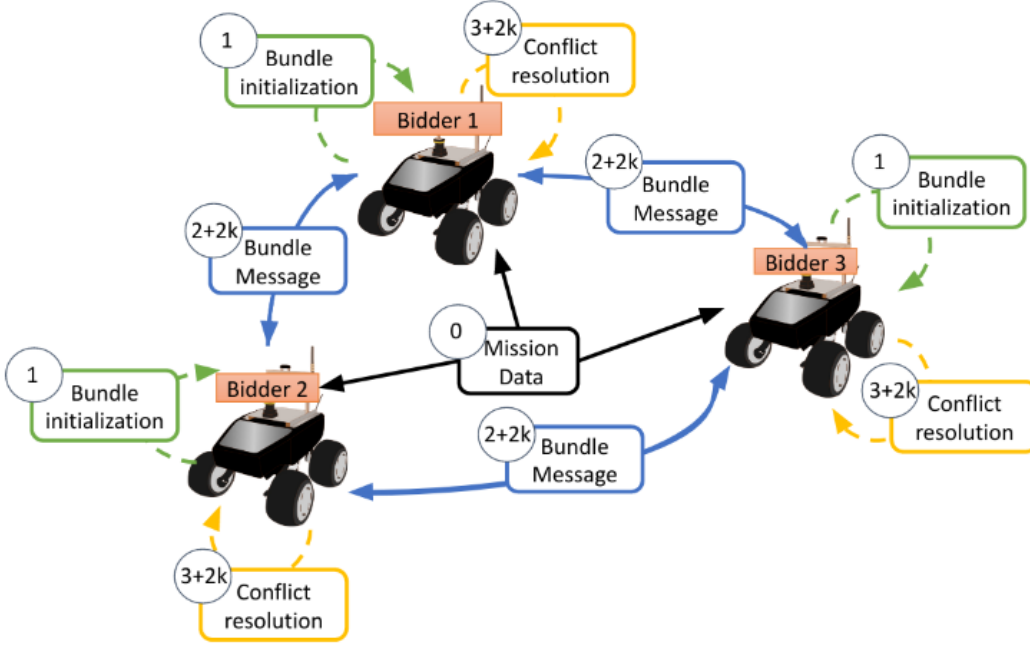 1
Bundle
initialization
3+2k
Conflict
resolution
Bidder 1
2+2k
Bundle
Message
1
Bundle
initialization
2+2k
Bundle
Message
Bidder 3
0
Mission
Data
1
Bundle
initialization
Bidder 2
3+2k
Conflict
resolution
2+2k
Bundle
Message
3+2k
Conflict
resolution